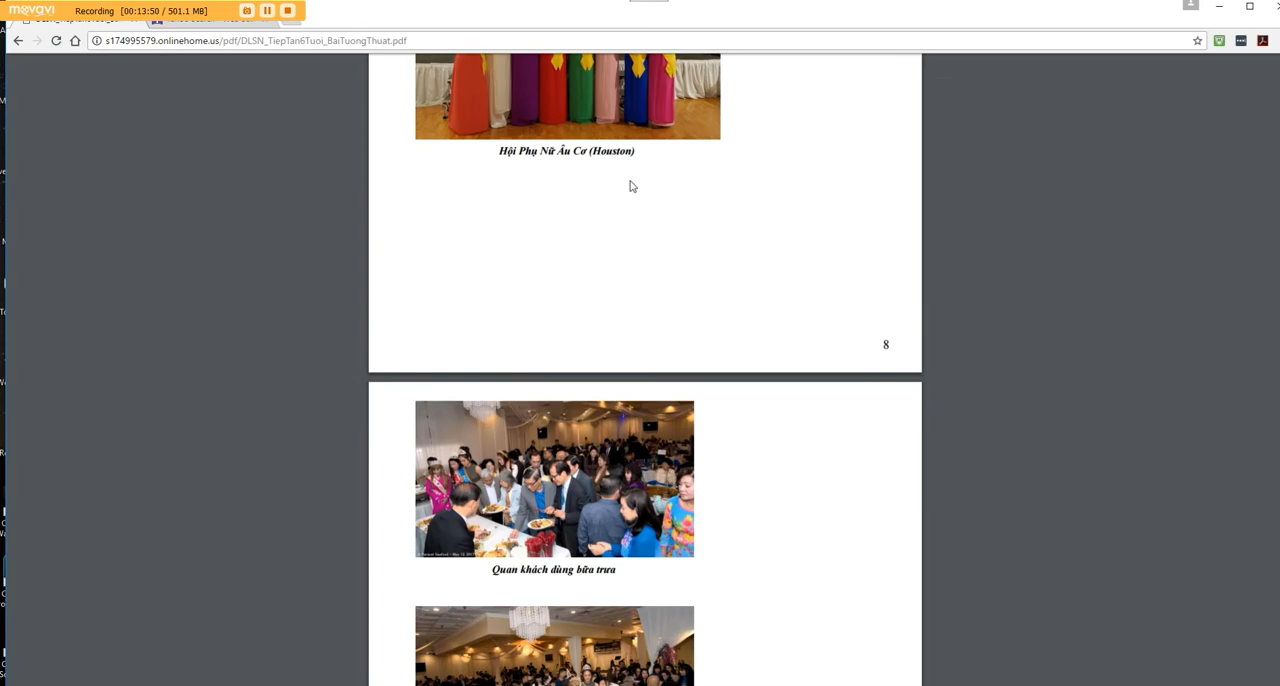 movavi Recording [00:13:50 / 501.1 MB]
s174995579.onlinehome.us/pdf/DLSN_TiepTan6Tuoi_BaiTuongThuat.pdf
Hội Phụ Nữ Âu Cơ (Houston)
8
Quan khách dùng bữa trưa